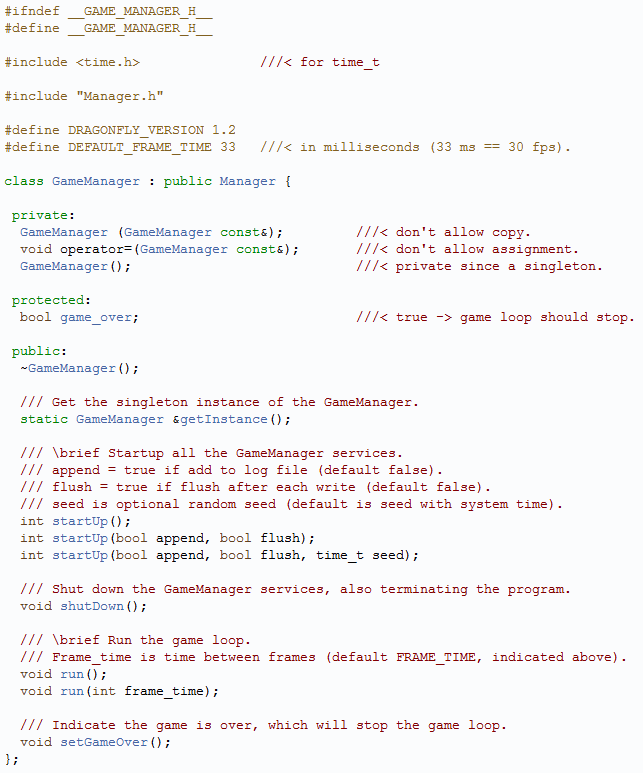 #ifndef __GAME_MANAGER_H__
#define __GAME_MANAGER_H__
#include <time.h>               ///< for time_t
#include "Manager.h"
#define DRAGONFLY_VERSION 1.2
#define DEFAULT_FRAME_TIME 33   ///< in milliseconds (33 ms == 30 fps).
class GameManager : public Manager {
 private:
  GameManager (GameManager const&);         ///< don't allow copy.
  void operator=(GameManager const&);       ///< don't allow assignment.
  GameManager();                            ///< private since a singleton.
 protected:
  bool game_over;                           ///< true -> game loop should stop.
 public:
  ~GameManager();
  /// Get the singleton instance of the GameManager.
  static GameManager &getInstance();
  /// \brief Startup all the GameManager services.
  /// append = true if add to log file (default false).
  /// flush = true if flush after each write (default false).
  /// seed is optional random seed (default is seed with system time).
  int startUp();
  int startUp(bool append, bool flush);
  int startUp(bool append, bool flush, time_t seed);
  /// Shut down the GameManager services, also terminating the program.
  void shutDown();
  /// \brief Run the game loop.
  /// Frame_time is time between frames (default FRAME_TIME, indicated above).
  void run();
  void run(int frame_time);
  /// Indicate the game is over, which will stop the game loop.
  void setGameOver();
};